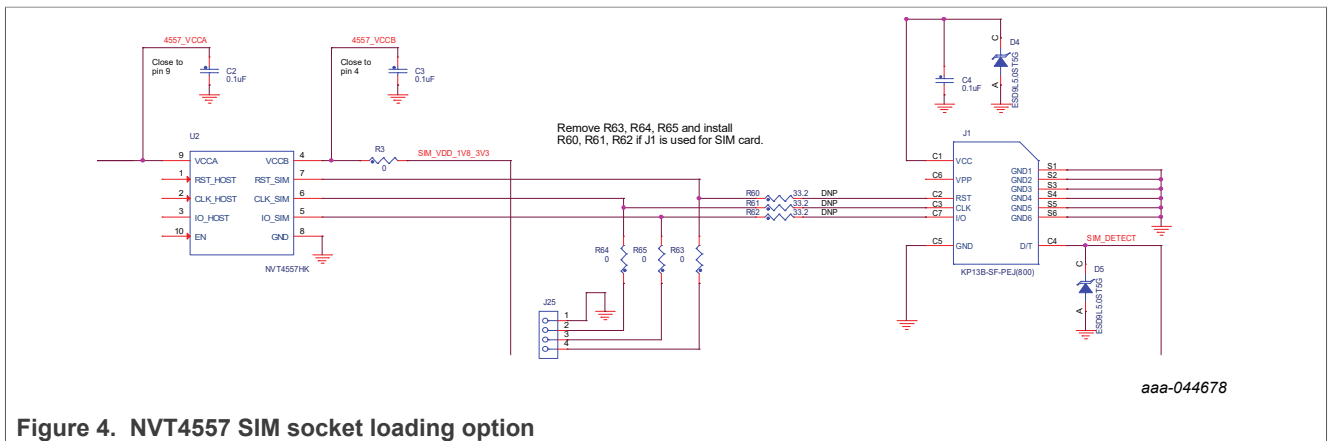 4557_VCCA
Close to
pin 9
C2
0.1uF
4557_VCCB
Close to
pin 4
C3
0.1uF
C4
0.1uF
C
D4
A
ESD9L5.0ST5G
Remove R63, R64, R65 and install
R60, R61, R62 if J1 is used for SIM card.
U2
9 VCCA VCCB 4
1 RST_HOST RST_SIM 7
2 CLK_HOST CLK_SIM 6
3 IO_HOST IO_SIM 5
10 EN GND 8
NVT4557HK
R3
0
SIM_VDD_1V8_3V3
R60 33.2 DNP
R61 33.2 DNP
R62 33.2 DNP
R64
0
R65
0
R63
0
J25
1
2
3
4
J1
C1 VCC GND1 S1
C6 VPP GND2 S2
GND3 S3
C2 RST GND4 S4
C3 CLK GND5 S5
C7 I/O GND6 S6
C5 GND D/T C4
SIM_DETECT
KP13B-SF-PEJ(800)
C
D5
A
ESD9L5.0ST5G
aaa-044678
Figure 4. NVT4557 SIM socket loading option